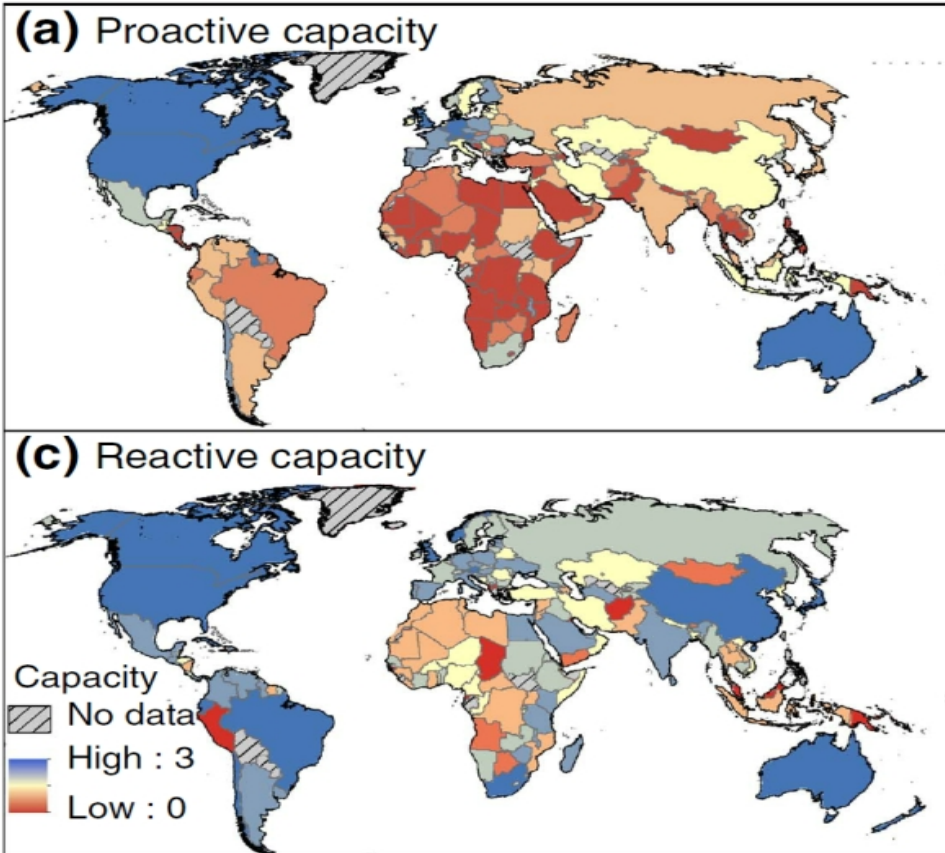 (a) Proactive capacity
(c) Reactive capacity
Capacity
No data
High : 3
Low : 0